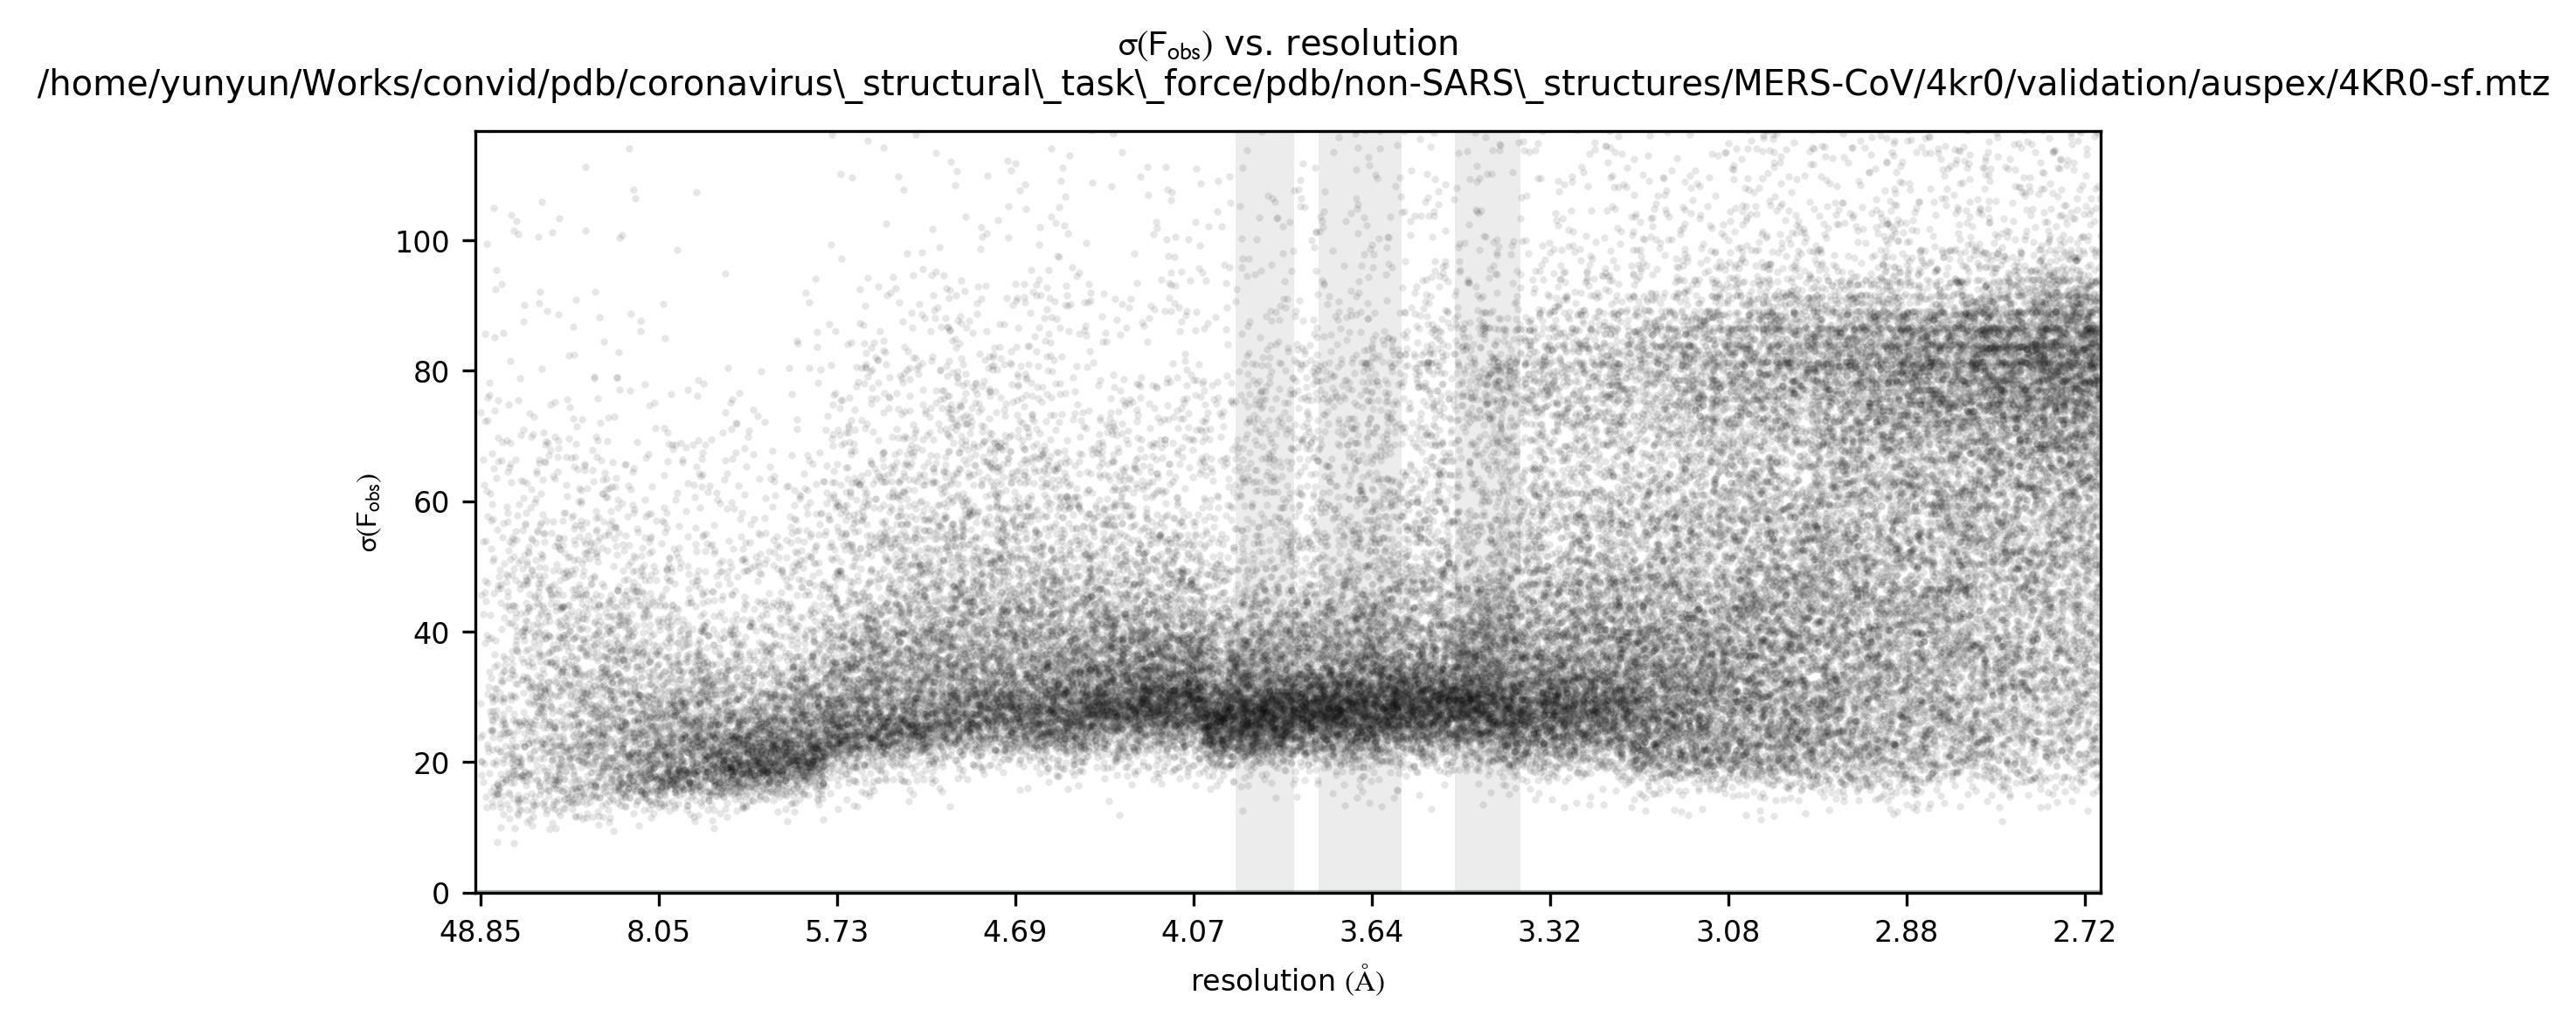 σ(Fobs) vs. resolution
/home/yunyun/Works/convid/pdb/coronavirus\_structural\_task\_force/pdb/non-SARS\_structures/MERS-CoV/4kr0/validation/auspex/4KR0-sf.mtz
σ(Fobs)
100
80
60
40
20
0
48.85 8.05 5.73 4.69 4.07 3.64 3.32 3.08 2.88 2.72
resolution (Å)